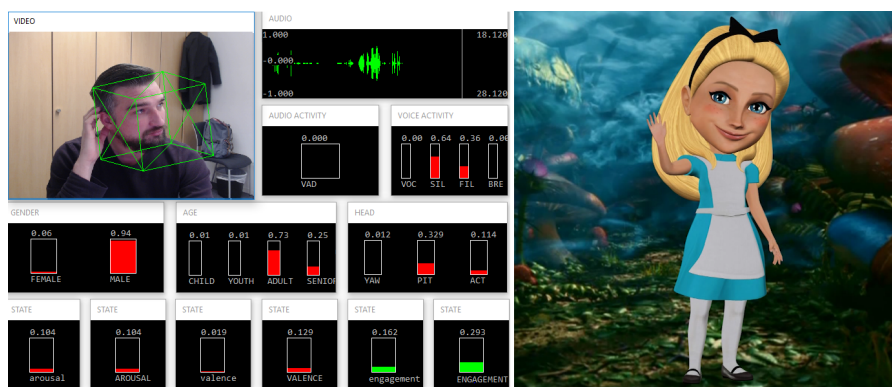 VIDEO
AUDIO
1.000
18.120
-0.000
-1.000
28.120
AUDIO ACTIVITY
VOICE ACTIVITY
0.000
0.00 0.64 0.36 0.00
VAD
VOC SIL FIL BRE
GENDER
AGE
HEAD
0.06 0.94
0.01 0.01 0.73 0.25
0.012 0.329 0.114
FEMALE MALE
CHILD YOUTH ADULT SENIOR
YAW PIT ACT
STATE STATE STATE STATE STATE STATE
0.104 0.104 0.019 0.129 0.162 0.293
arousal AROUSAL valence VALENCE engagement ENGAGEMENT